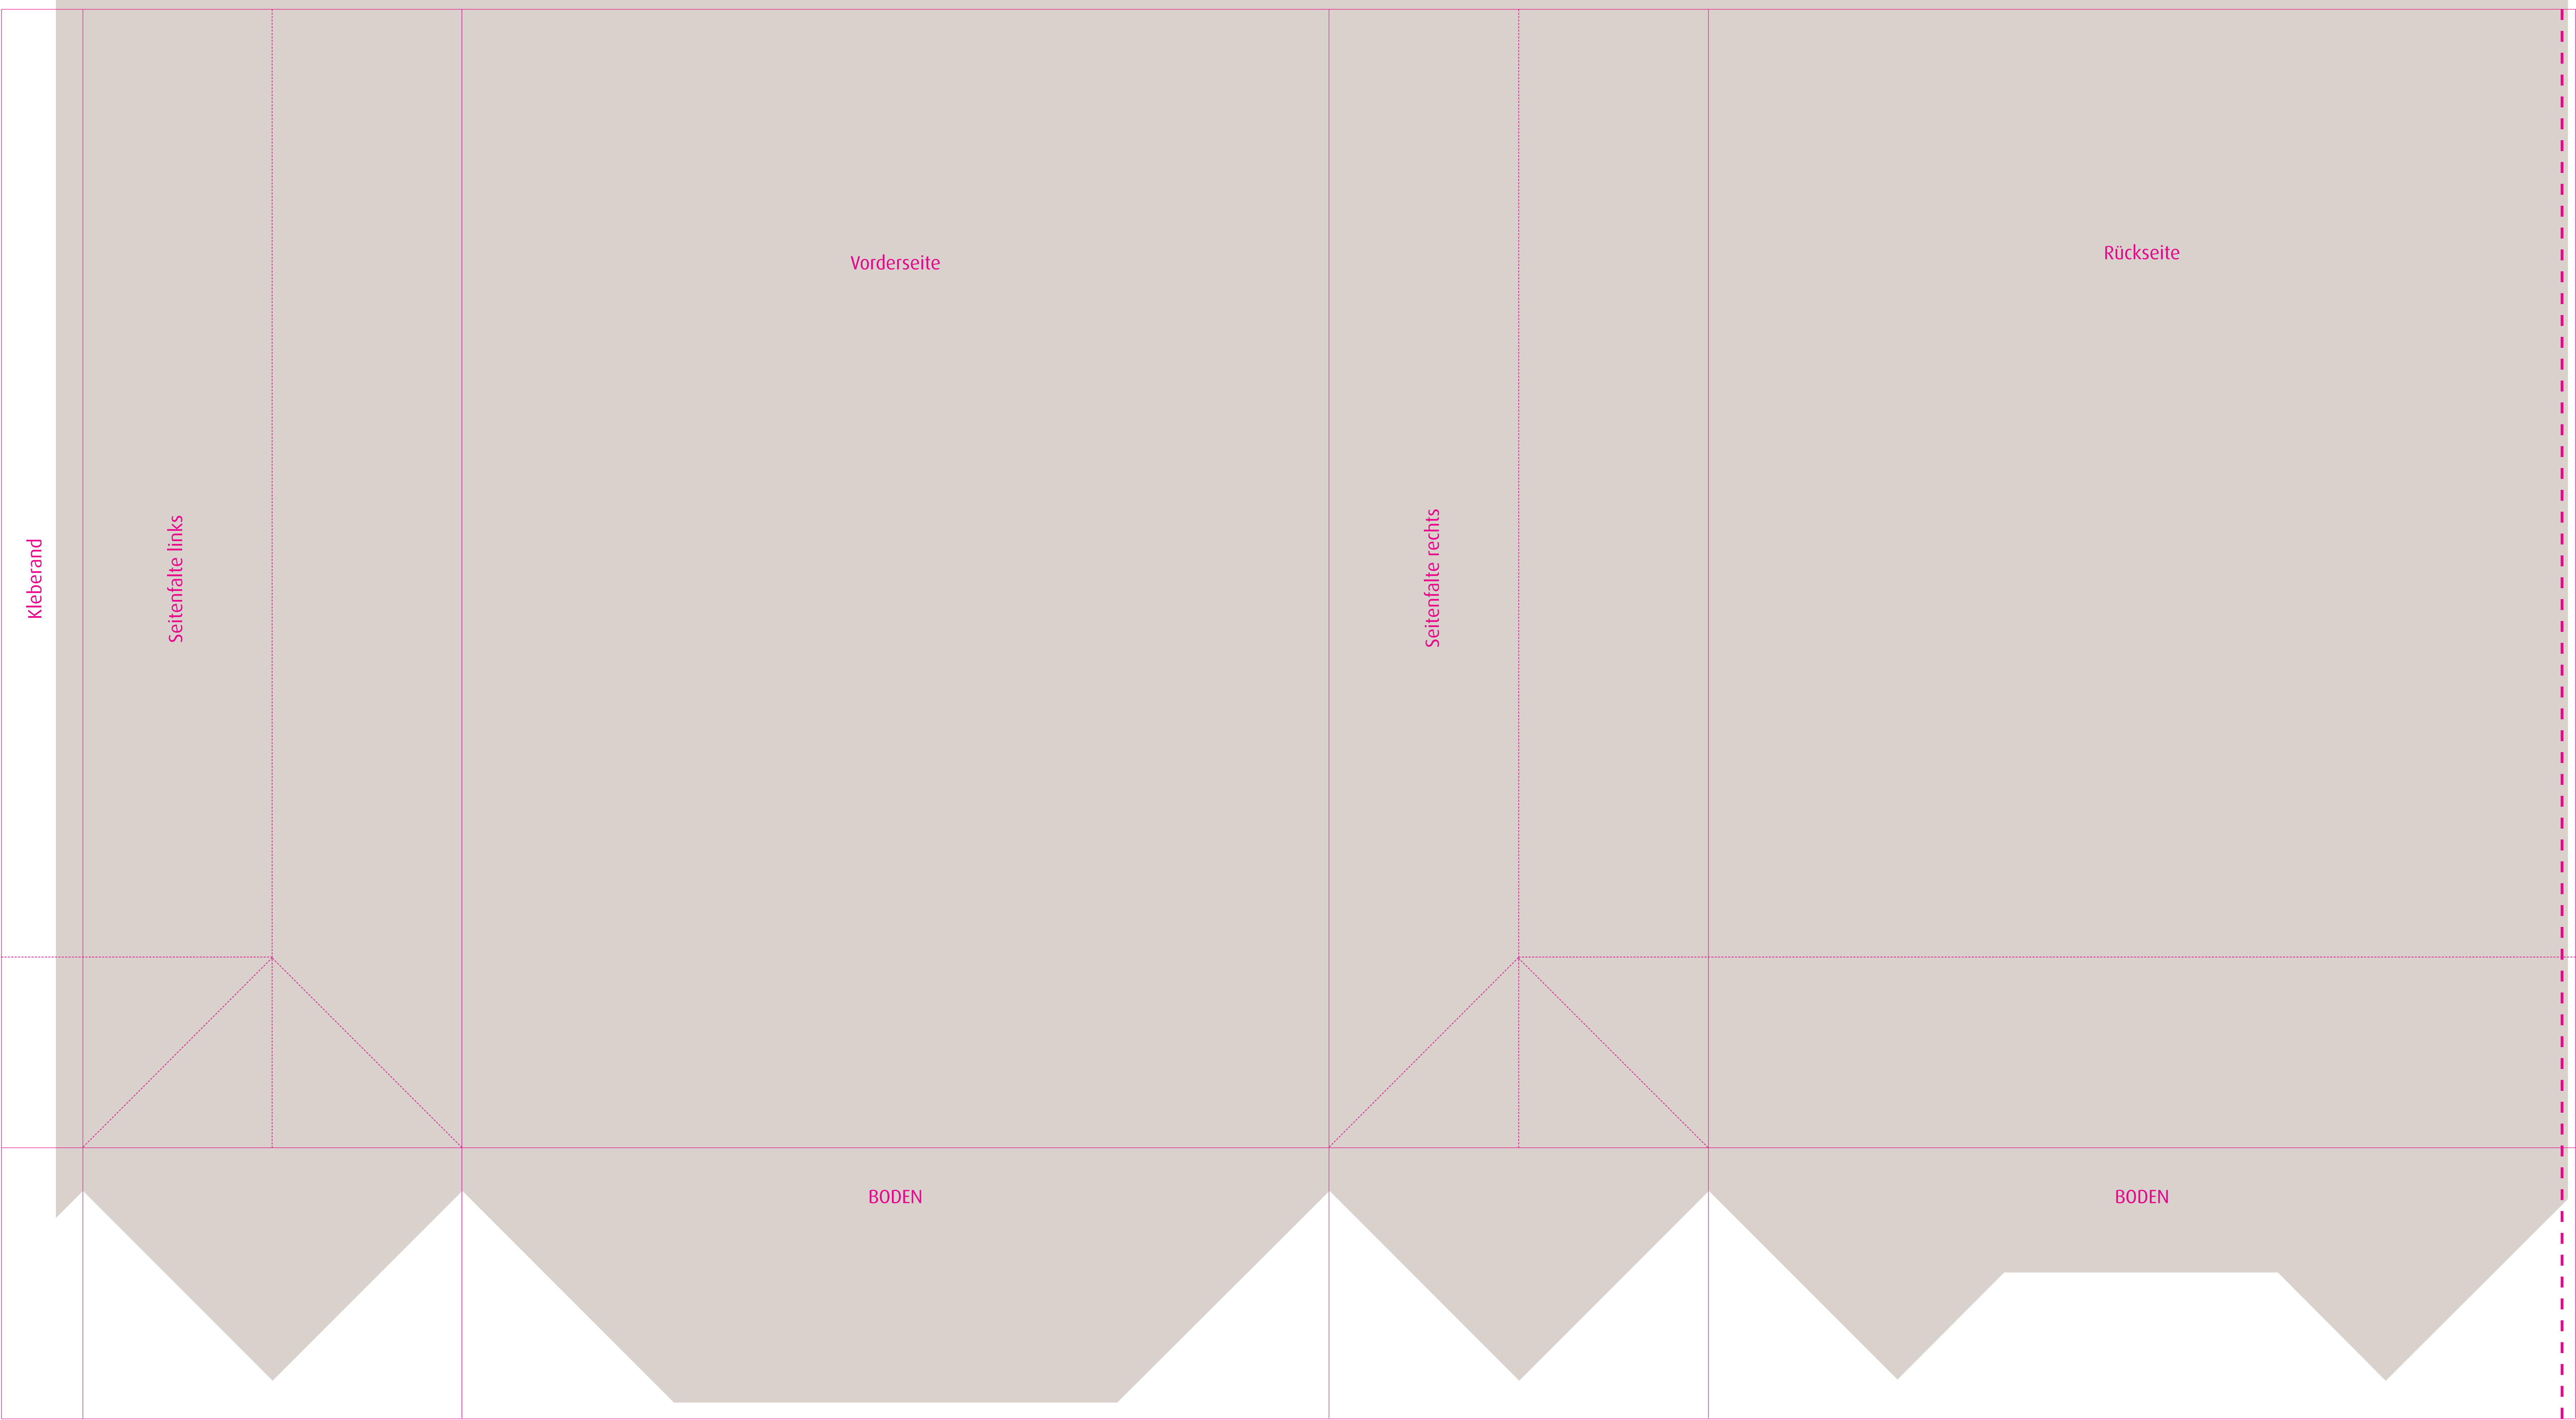 Kleberand
Seitenfalte links
Vorderseite
Seitenfalte rechts
Rückseite
BODEN
BODEN